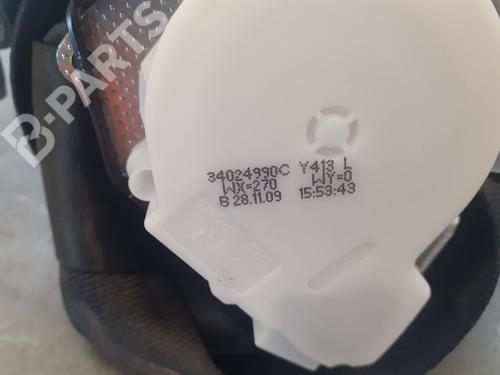 B-PARTS
34024990C Y413 L
WX=270 WY=0
B 28.11.09 15:53:43